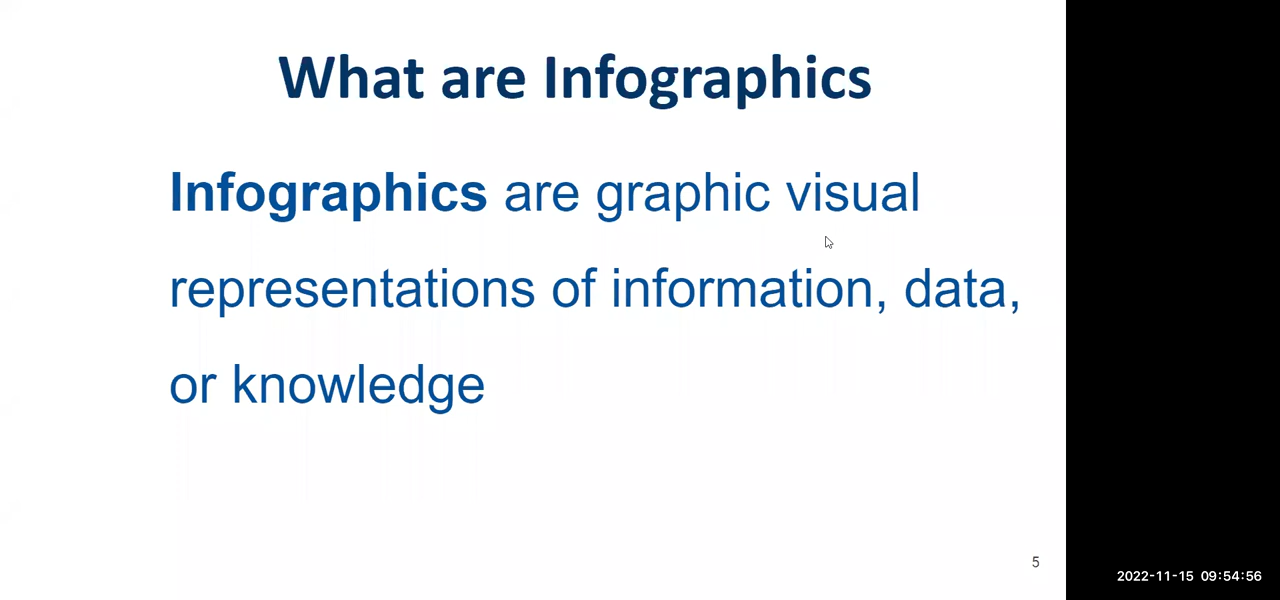 What are Infographics
Infographics are graphic visual
representations of information, data,
or knowledge
5
2022-11-15 09:54:56